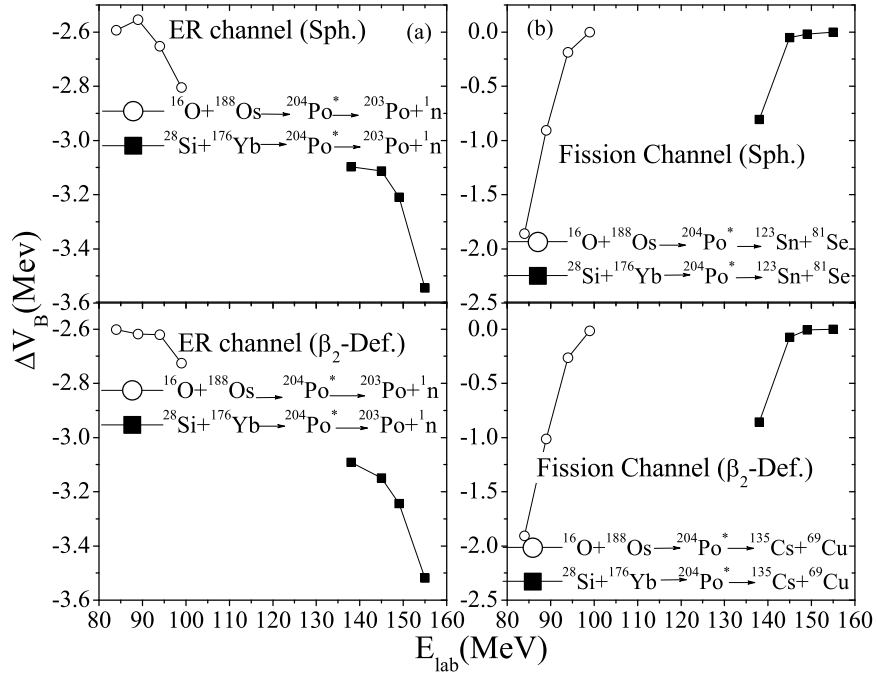 ER channel (Sph.) (a)
¹⁶O+¹⁸⁸Os→²⁰⁴Po*→²⁰³Po+¹n
²⁸Si+¹⁷⁶Yb→²⁰⁴Po*→²⁰³Po+¹n
-2.6
-2.8
-3.0
-3.2
-3.4
-3.6
(b)
Fission Channel (Sph.)
¹⁶O+¹⁸⁸Os→²⁰⁴Po*→¹²³Sn+⁸¹Se
²⁸Si+¹⁷⁶Yb→²⁰⁴Po*→¹²³Sn+⁸¹Se
0.0
-0.5
-1.0
-1.5
-2.0
-2.5
ΔV_B(Mev)
ER channel (β₂-Def.)
¹⁶O+¹⁸⁸Os→²⁰⁴Po*→²⁰³Po+¹n
²⁸Si+¹⁷⁶Yb→²⁰⁴Po*→²⁰³Po+¹n
-2.6
-2.8
-3.0
-3.2
-3.4
-3.6
80 90 100 110 120 130 140 150 160
Fission Channel (β₂-Def.)
¹⁶O+¹⁸⁸Os→²⁰⁴Po*→¹³⁵Cs+⁶⁹Cu
²⁸Si+¹⁷⁶Yb→²⁰⁴Po*→¹³⁵Cs+⁶⁹Cu
0.0
-0.5
-1.0
-1.5
-2.0
-2.5
80 90 100 110 120 130 140 150 160
E_lab(MeV)